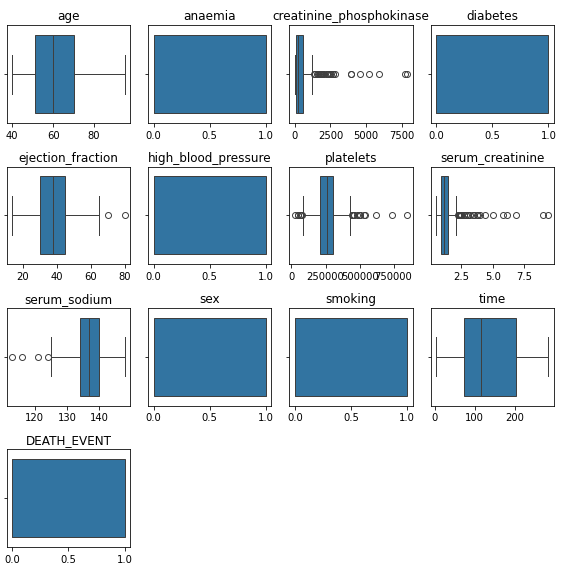 age anaemia creatinine_phosphokinase diabetes
40 60 80 0.0 0.5 1.0 0 2500 5000 7500 0.0 0.5 1.0
ejection_fraction high_blood_pressure platelets serum_creatinine
20 40 60 80 0.0 0.5 1.0 0 250000 500000 750000 2.5 5.0 7.5
serum_sodium sex smoking time
120 130 140 0.0 0.5 1.0 0.0 0.5 1.0 0 100 200
DEATH_EVENT
0.0 0.5 1.0